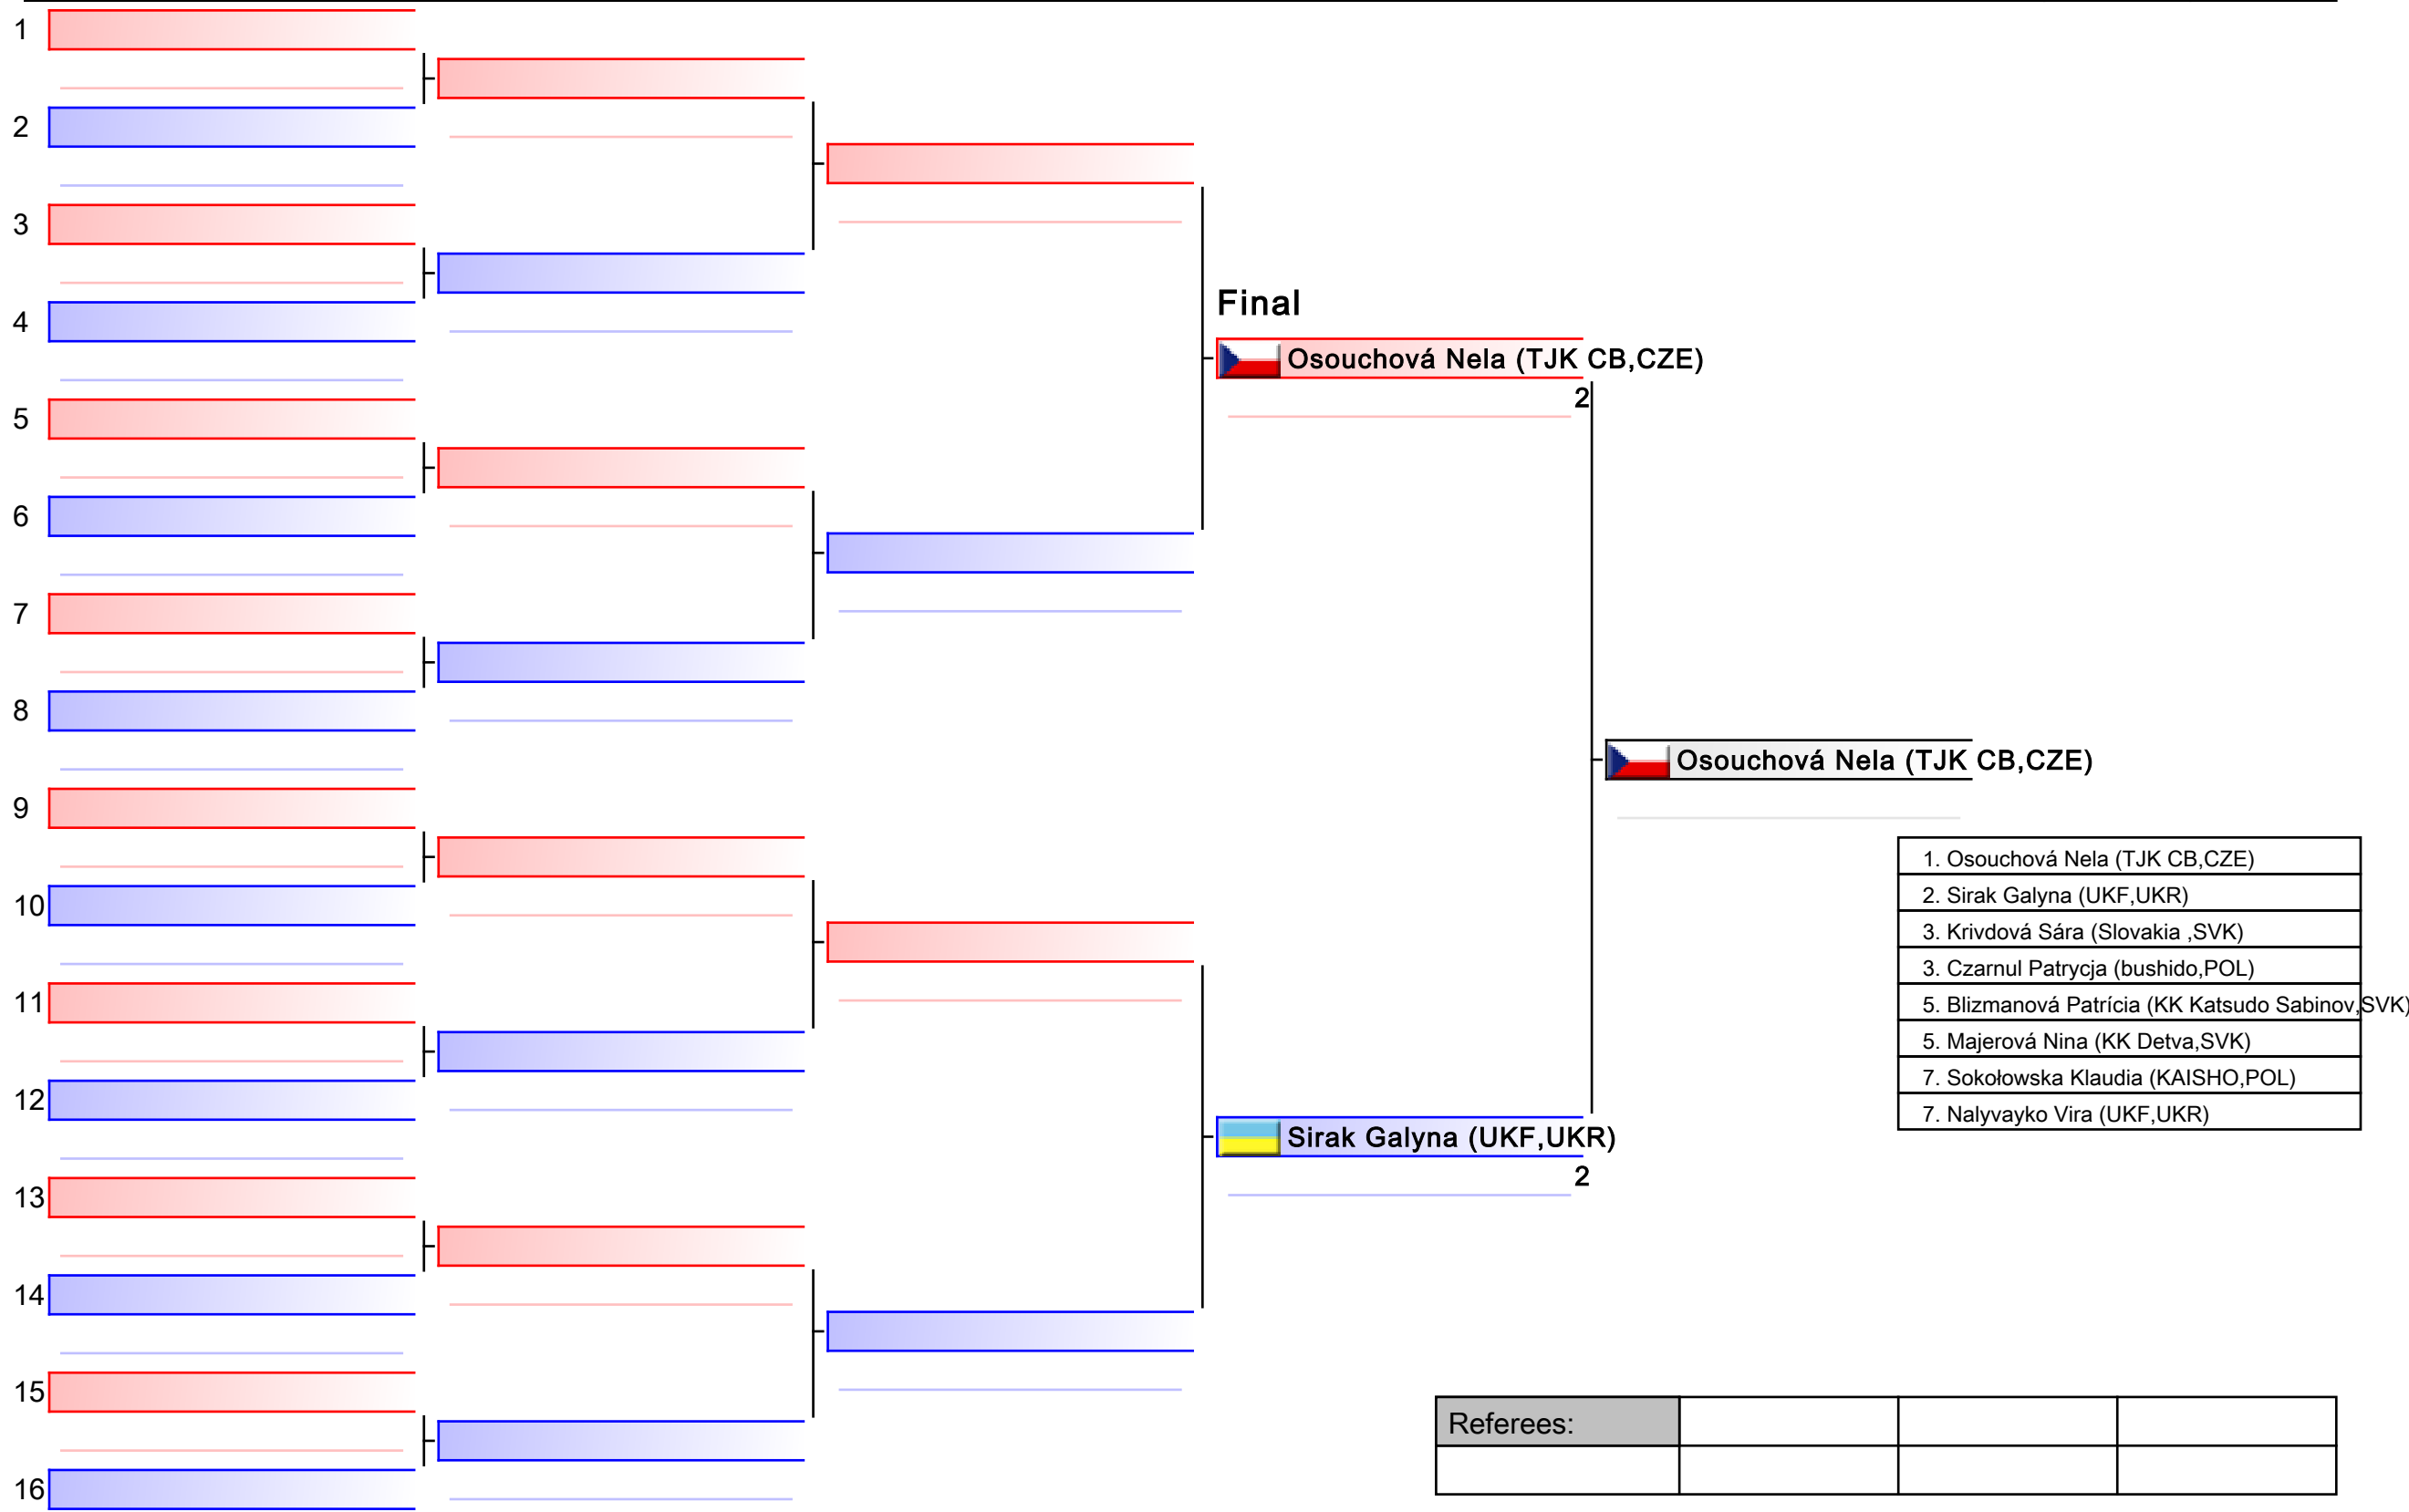 1
2
3
4
Final
Osouchová Nela (TJK CB,CZE)
2
5
6
7
8
Osouchová Nela (TJK CB,CZE)
9
10
11
12
1. Osouchová Nela (TJK CB,CZE)
2. Sirak Galyna (UKF,UKR)
3. Krivdová Sára (Slovakia ,SVK)
3. Czarnul Patrycja (bushido,POL)
5. Blizmanová Patrícia (KK Katsudo Sabinov,SVK)
5. Majerová Nina (KK Detva,SVK)
7. Sokołowska Klaudia (KAISHO,POL)
7. Nalyvayko Vira (UKF,UKR)
Sirak Galyna (UKF,UKR)
2
13
14
15
16
Referees: